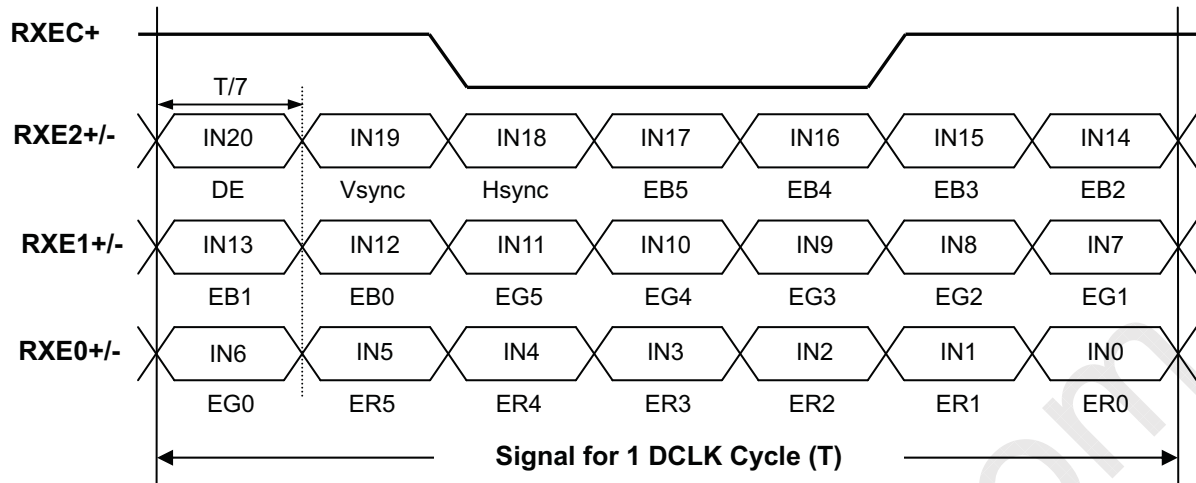 RXEC+
T/7
RXE2+/- IN20 IN19 IN18 IN17 IN16 IN15 IN14
DE Vsync Hsync EB5 EB4 EB3 EB2
RXE1+/- IN13 IN12 IN11 IN10 IN9 IN8 IN7
EB1 EB0 EG5 EG4 EG3 EG2 EG1
RXE0+/- IN6 IN5 IN4 IN3 IN2 IN1 IN0
EG0 ER5 ER4 ER3 ER2 ER1 ER0
Signal for 1 DCLK Cycle (T)